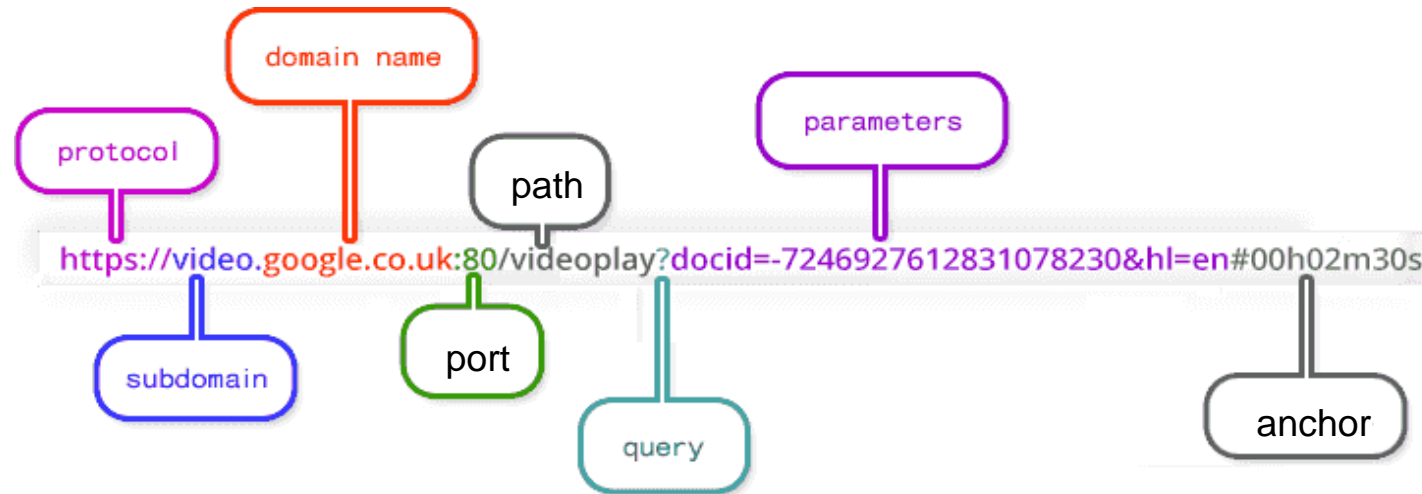 domain name
parameters
protocol
path
https://video.google.co.uk:80/videoplay?docid=-7246927612831078230&hl=en#00h02m30s
subdomain
port
query
anchor